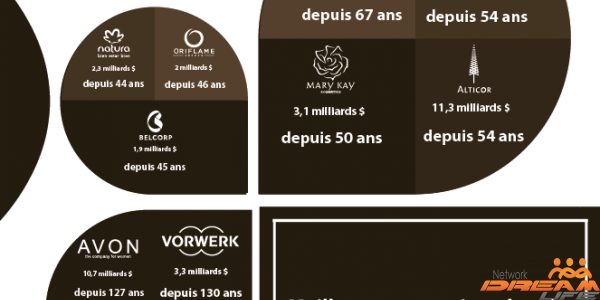 depuis 67 ans
depuis 54 ans
natura
bem estar bem
2,3 milliards $
depuis 44 ans
ORIFLAME
SWEDEN
2 milliards $
depuis 46 ans
BELCORP
1,9 milliards $
depuis 45 ans
MARY KAY
COSMETICS
3,1 milliards $
depuis 50 ans
ALTICOR
11,3 milliards $
depuis 54 ans
AVON
the company for women
10,7 milliards $
depuis 127 ans
VORWERK
3,3 milliards $
depuis 130 ans
Network
DREAM
LIFE